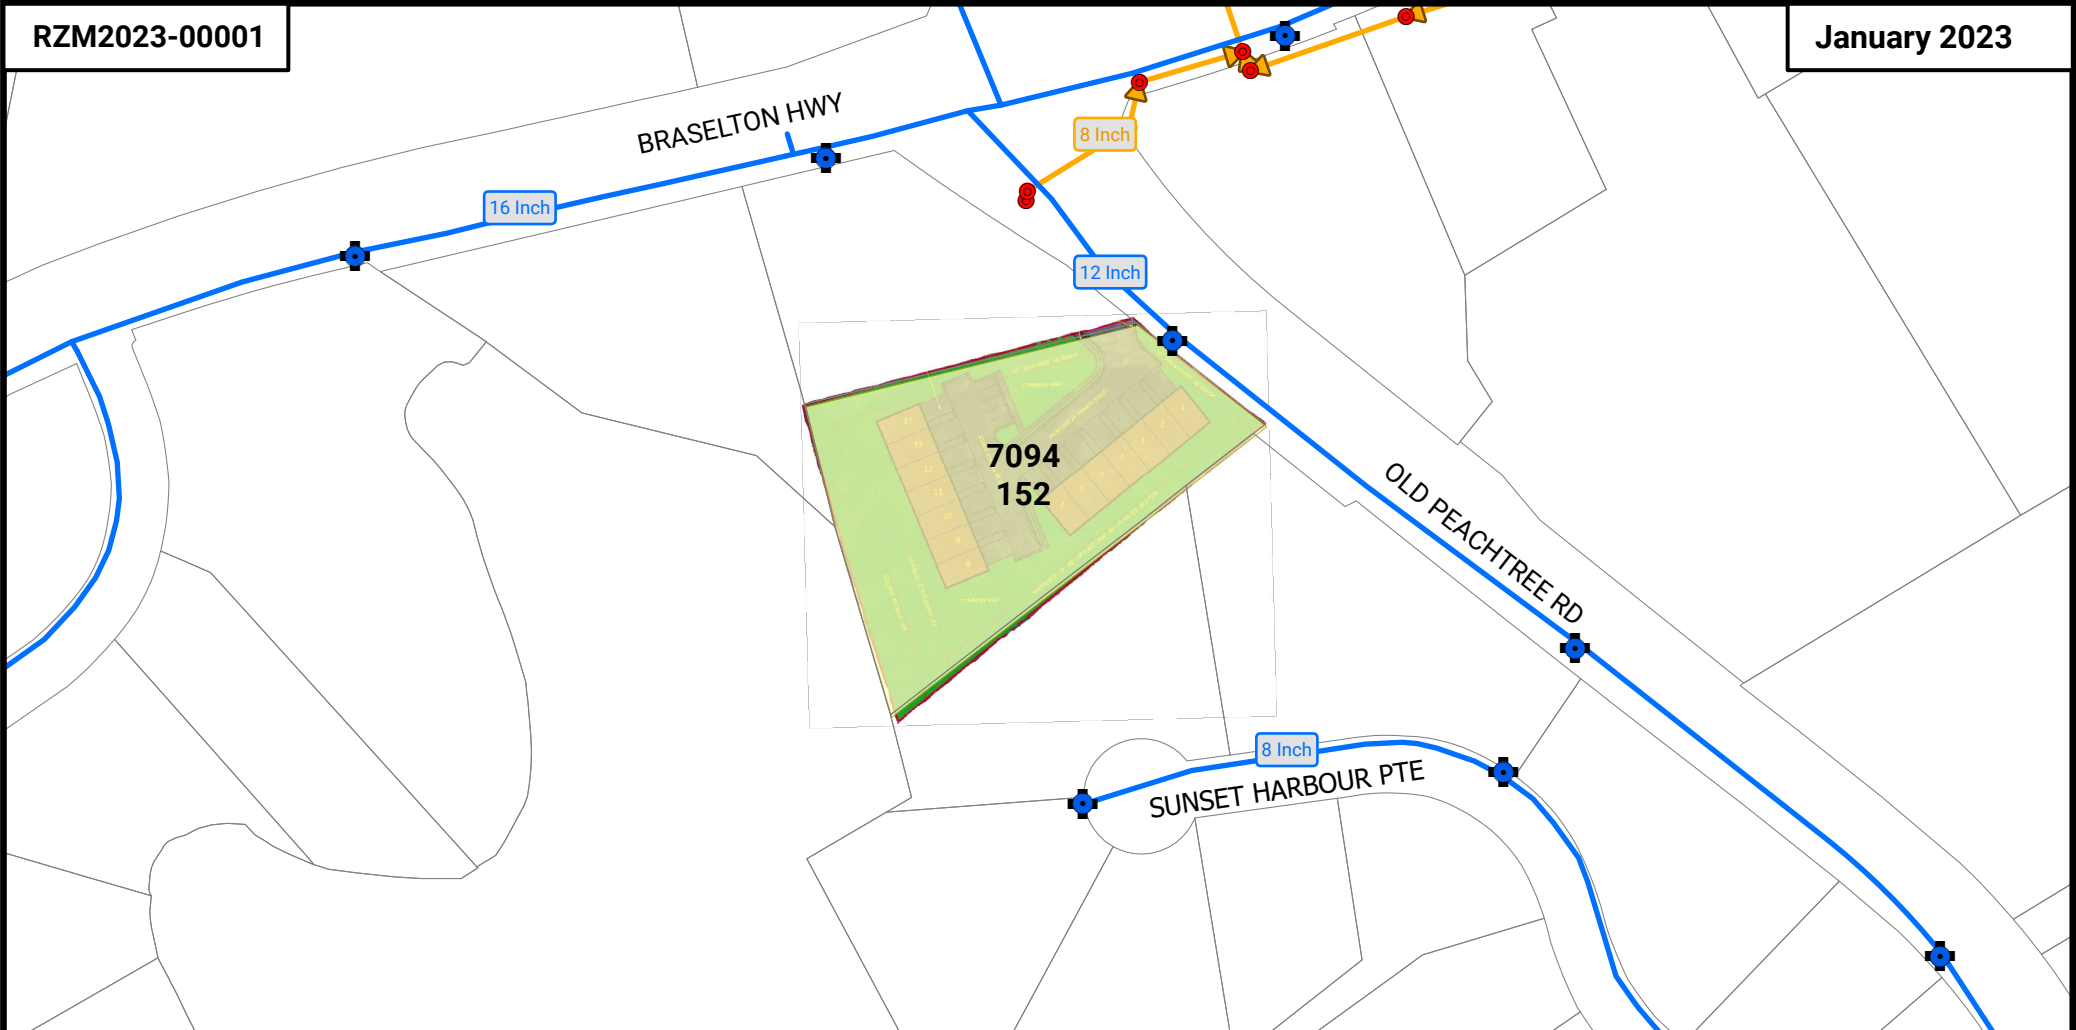 RZM2023-00001
January 2023
BRASELTON HWY
8 Inch
16 Inch
12 Inch
7094
152
OLD PEACHTREE RD
8 Inch
SUNSET HARBOUR PTE